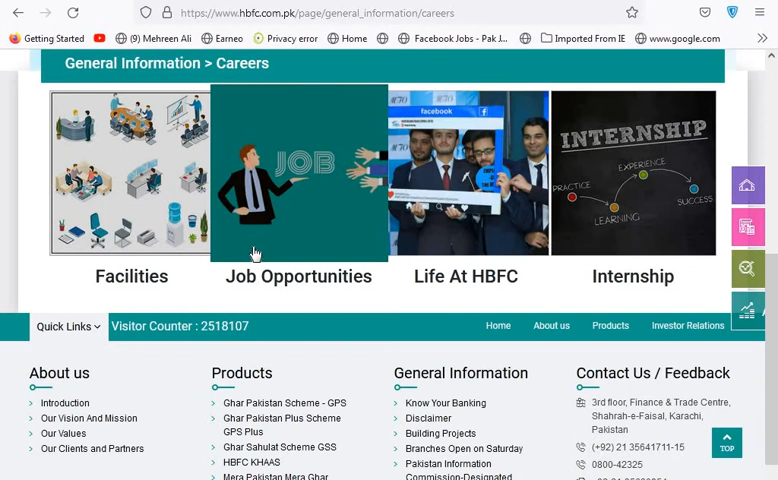 https://www.hbfc.com.pk/page/general_information/careers
Getting Started
(9) Mehreen Ali
Earneo
Privacy error
Home
Facebook Jobs - Pak J...
Imported From IE
www.google.com
General Information > Careers
JOB
facebook
INTERNSHIP
EXPERIENCE
PRACTICE
LEARNING
SUCCESS
Facilities
Job Opportunities
Life At HBFC
Internship
Quick Links
Visitor Counter : 2518107
Home
About us
Products
Investor Relations
About us
Introduction
Our Vision And Mission
Our Values
Our Clients and Partners
Products
Ghar Pakistan Scheme - GPS
Ghar Pakistan Plus Scheme
GPS Plus
Ghar Sahulat Scheme GSS
HBFC KHAAS
Mera Pakistan Mera Ghar
General Information
Know Your Banking
Disclaimer
Building Projects
Branches Open on Saturday
Pakistan Information
Commission-Designated
Contact Us / Feedback
3rd floor, Finance & Trade Centre,
Shahrah-e-Faisal, Karachi,
Pakistan
(+92) 21 35641711-15
0800-42325
TOP